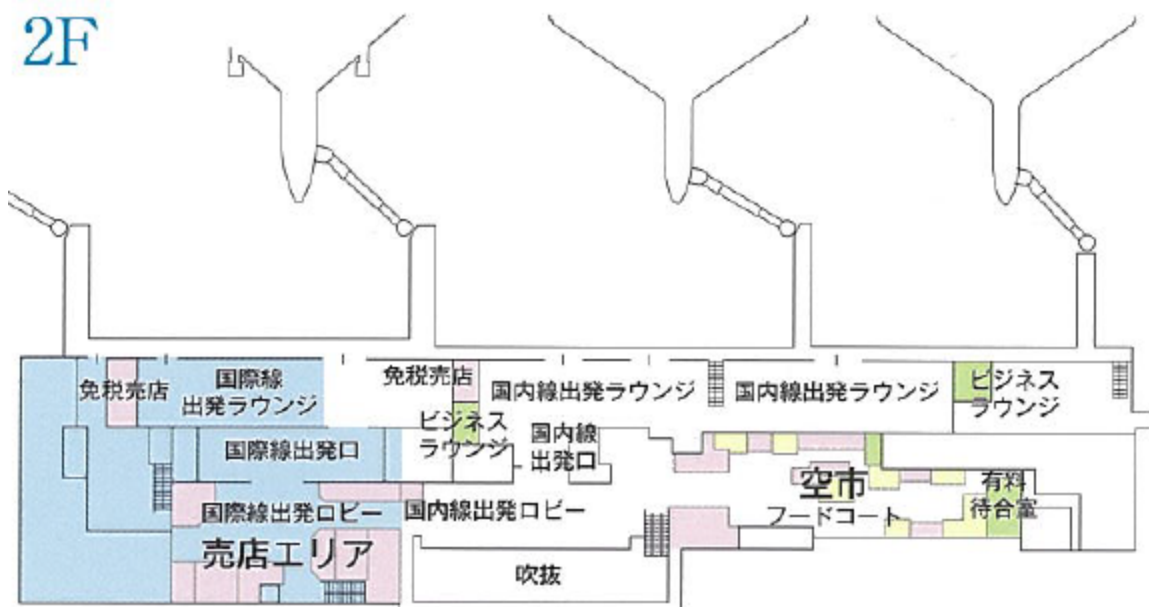 2F
免税売店
国際線
出発ラウンジ
免税売店
国内線出発ラウンジ
国内線出発ラウンジ
ビジネス
ラウンジ
国際線出発口
ビジネス
ラウンジ
国内線
出発口
国際線出発ロビー
国内線出発ロビー
空市
フードコート
有料
待合室
売店エリア
吹抜